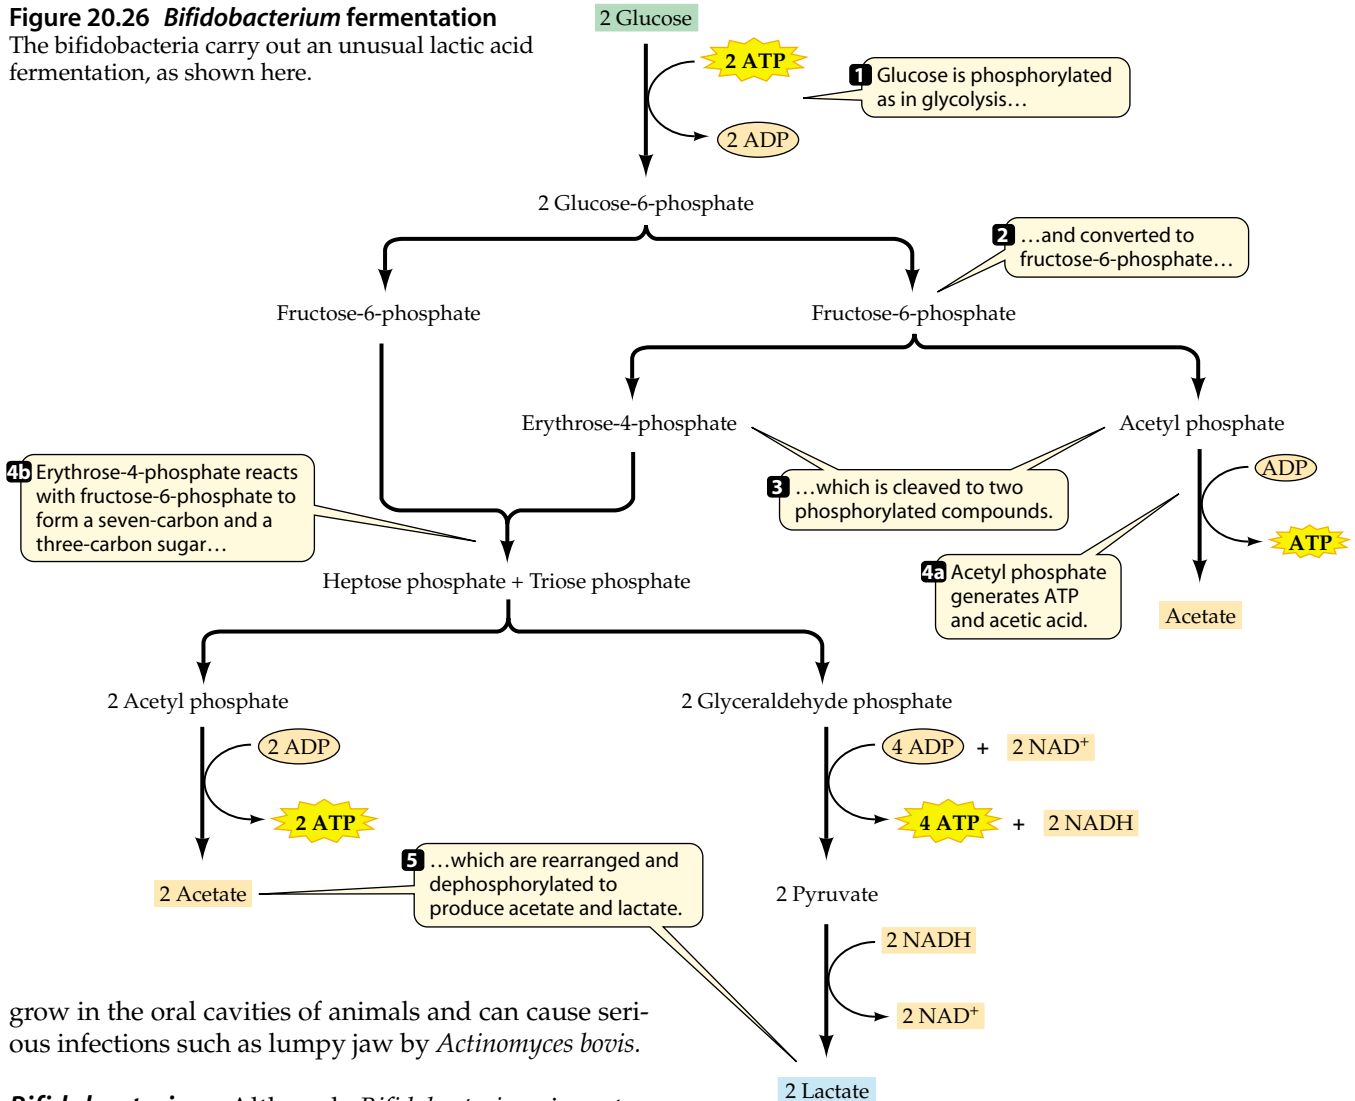 Figure 20.26 Bifidobacterium fermentation
The bifidobacteria carry out an unusual lactic acid
fermentation, as shown here.
2 Glucose
2 ATP
1 Glucose is phosphorylated
as in glycolysis…
2 ADP
2 Glucose-6-phosphate
2 …and converted to
fructose-6-phosphate…
Fructose-6-phosphate
Fructose-6-phosphate
Erythrose-4-phosphate
Acetyl phosphate
4b Erythrose-4-phosphate reacts
with fructose-6-phosphate to
form a seven-carbon and a
three-carbon sugar…
3 …which is cleaved to two
phosphorylated compounds.
ADP
ATP
4a Acetyl phosphate
generates ATP
and acetic acid.
Acetate
Heptose phosphate + Triose phosphate
2 Acetyl phosphate
2 Glyceraldehyde phosphate
2 ADP
4 ADP + 2 NAD⁺
2 ATP
4 ATP + 2 NADH
5 …which are rearranged and
dephosphorylated to
produce acetate and lactate.
2 Acetate
2 Pyruvate
2 NADH
2 NAD⁺
2 Lactate
grow in the oral cavities of animals and can cause seri-
ous infections such as lumpy jaw by Actinomyces bovis.